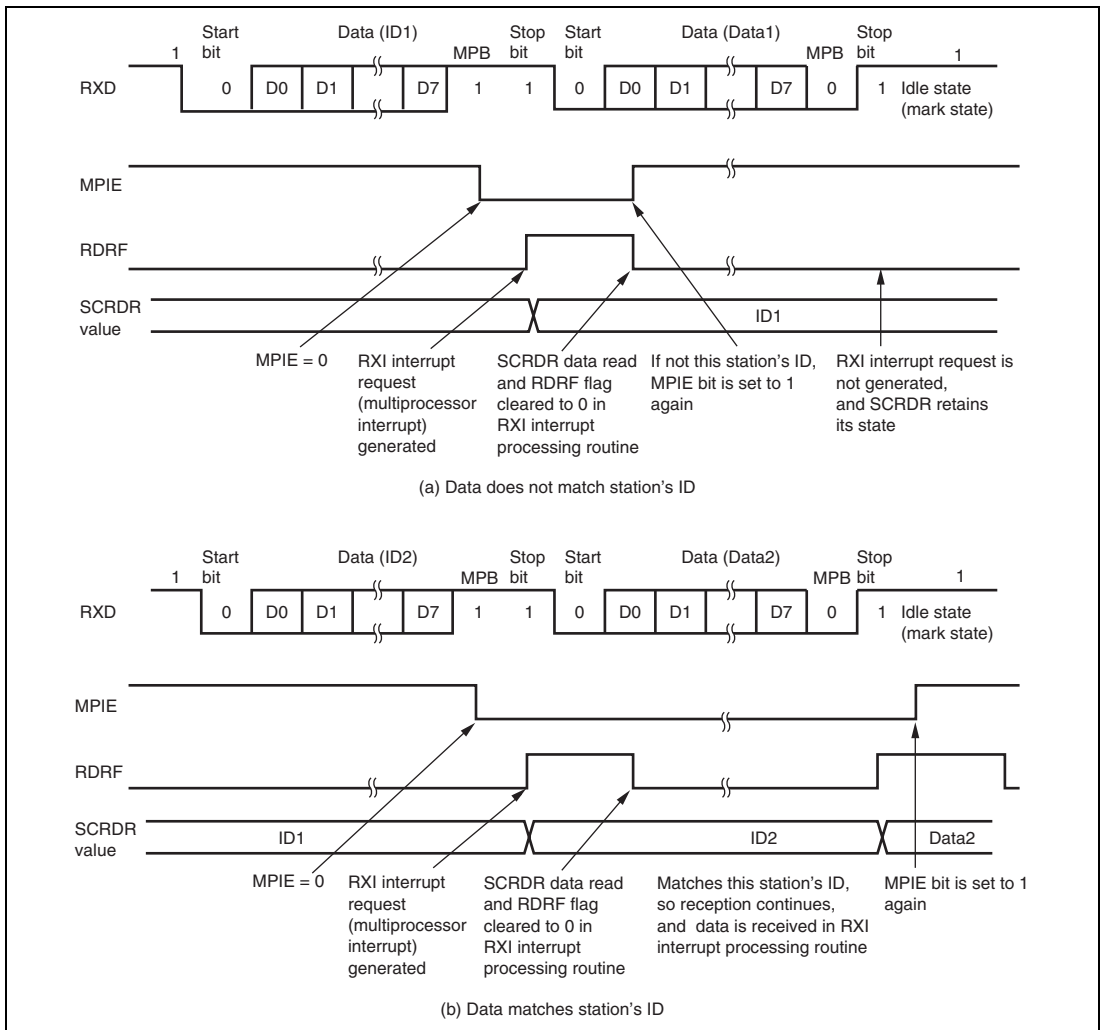 Start bit Data (ID1) MPB Stop bit Start bit Data (Data1) MPB Stop bit
1 1
RXD 0 D0 D1 D7 1 1 0 D0 D1 D7 0 1 Idle state (mark state)
MPIE
RDRF
SCRDR value ID1
MPIE = 0
RXI interrupt
request
(multiprocessor
interrupt)
generated
SCRDR data read
and RDRF flag
cleared to 0 in
RXI interrupt
processing routine
If not this station's ID,
MPIE bit is set to 1
again
RXI interrupt request is
not generated,
and SCRDR retains
its state
(a) Data does not match station's ID
Start bit Data (ID2) MPB Stop bit Start bit Data (Data2) MPB Stop bit
1 1
RXD 0 D0 D1 D7 1 1 0 D0 D1 D7 0 1 Idle state (mark state)
MPIE
RDRF
SCRDR value ID1 ID2 Data2
MPIE = 0
RXI interrupt
request
(multiprocessor
interrupt)
generated
SCRDR data read
and RDRF flag
cleared to 0 in
RXI interrupt
processing routine
Matches this station's ID,
so reception continues,
and data is received in RXI
interrupt processing routine
MPIE bit is set to 1
again
(b) Data matches station's ID